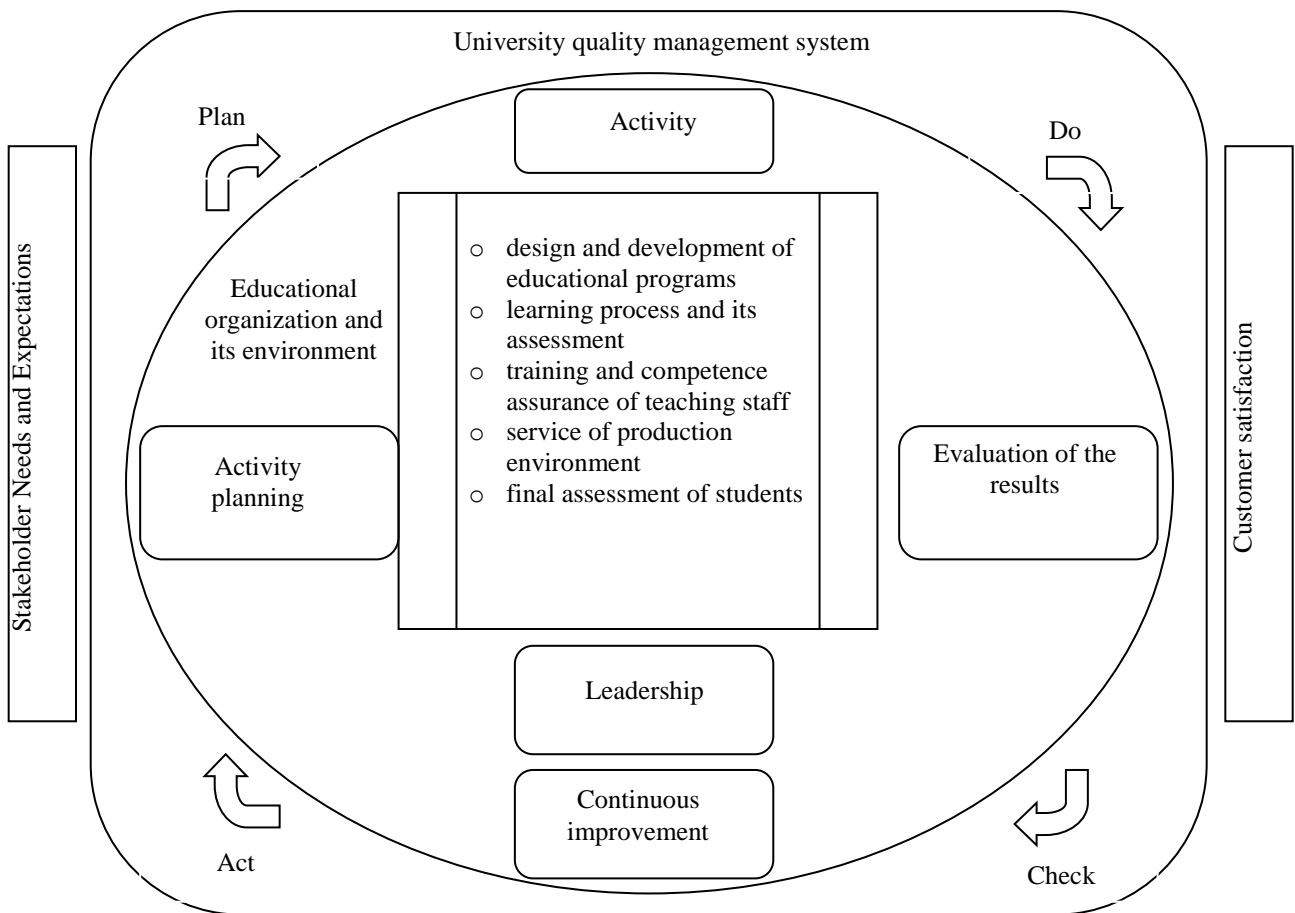 University quality management system
Plan
Activity
Do
Stakeholder Needs and Expectations
Educational
organization and
its environment
o design and development of
educational programs
o learning process and its
assessment
o training and competence
assurance of teaching staff
o service of production
environment
o final assessment of students
Activity
planning
Evaluation of the
results
Customer satisfaction
Leadership
Continuous
improvement
Act
Check